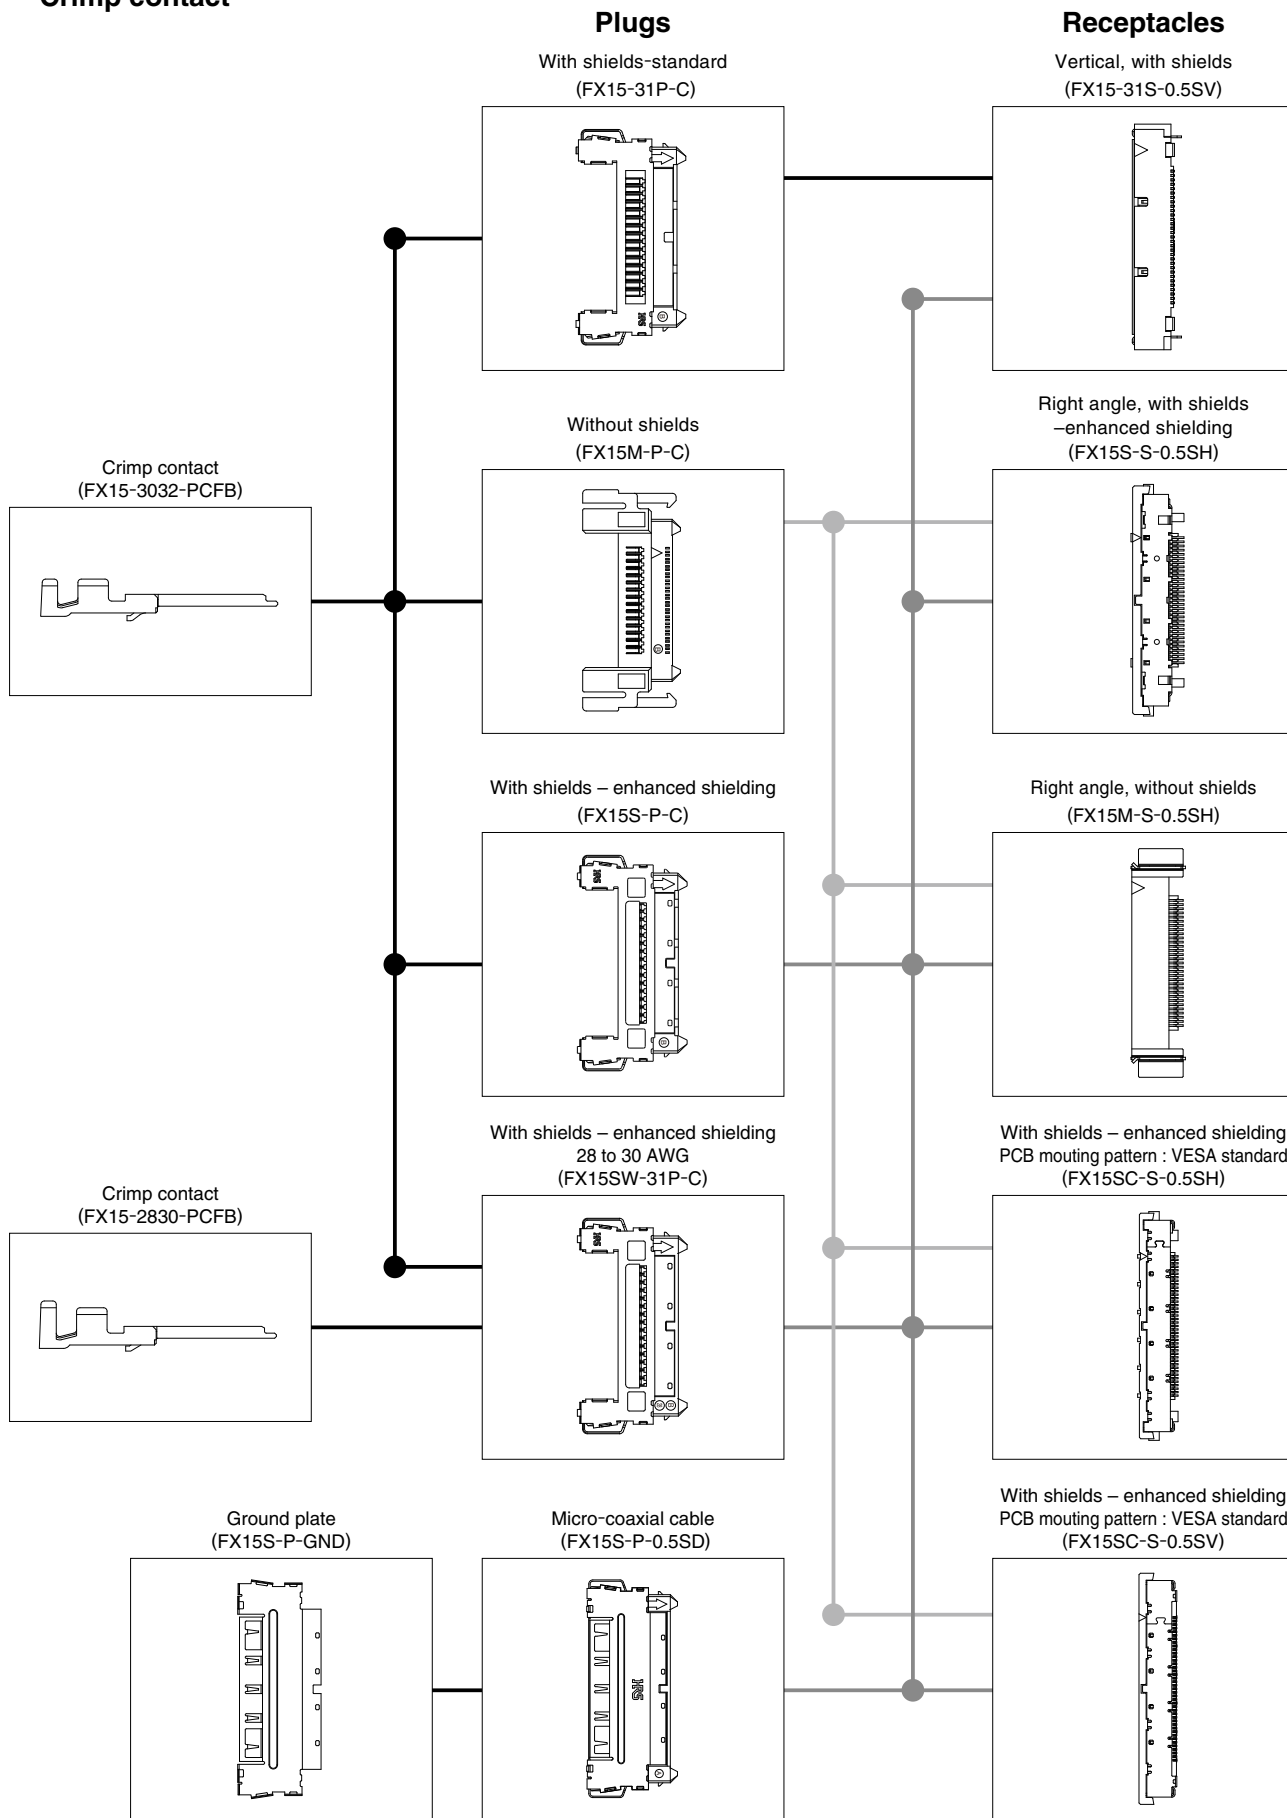 Crimp contact
Plugs
Receptacles
With shields-standard
(FX15-31P-C)
Vertical, with shields
(FX15-31S-0.5SV)
Without shields
(FX15M-P-C)
Right angle, with shields
–enhanced shielding
(FX15S-S-0.5SH)
Crimp contact
(FX15-3032-PCFB)
With shields – enhanced shielding
(FX15S-P-C)
Right angle, without shields
(FX15M-S-0.5SH)
With shields – enhanced shielding
28 to 30 AWG
(FX15SW-31P-C)
With shields – enhanced shielding
PCB mouting pattern : VESA standard
(FX15SC-S-0.5SH)
Crimp contact
(FX15-2830-PCFB)
Ground plate
(FX15S-P-GND)
Micro-coaxial cable
(FX15S-P-0.5SD)
With shields – enhanced shielding
PCB mouting pattern : VESA standard
(FX15SC-S-0.5SV)
HRS